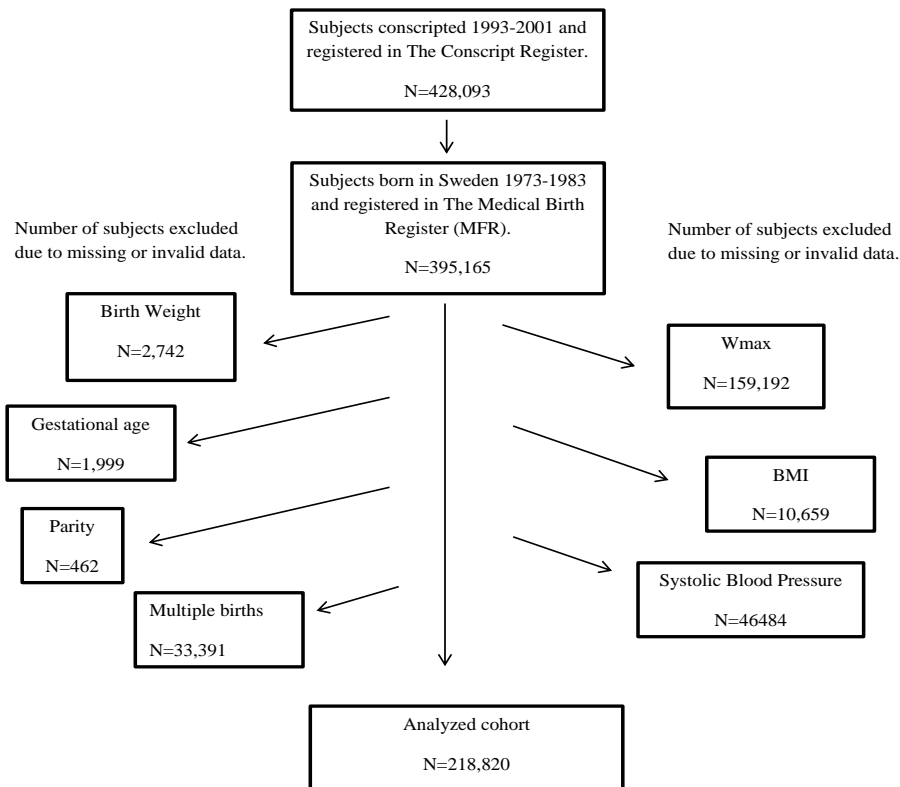 Subjects conscripted 1993-2001 and
registered in The Conscript Register.
N=428,093
Subjects born in Sweden 1973-1983
and registered in The Medical Birth
Register (MFR).
N=395,165
Number of subjects excluded
due to missing or invalid data.
Number of subjects excluded
due to missing or invalid data.
Birth Weight
N=2,742
Wmax
N=159,192
Gestational age
N=1,999
BMI
N=10,659
Parity
N=462
Systolic Blood Pressure
N=46484
Multiple births
N=33,391
Analyzed cohort
N=218,820